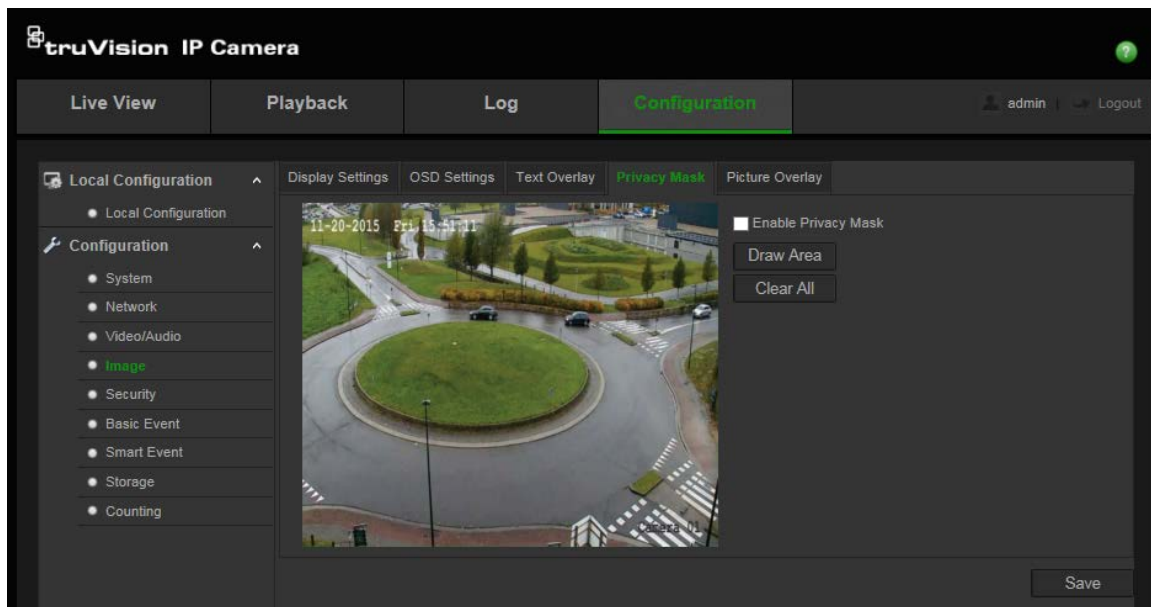 truVision IP Camera
?
Live View Playback Log Configuration admin | Logout
Local Configuration
Local Configuration
Configuration
System
Network
Video/Audio
Image
Security
Basic Event
Smart Event
Storage
Counting
Display Settings OSD Settings Text Overlay Privacy Mask Picture Overlay
11-20-2015 Fri 15:51:11
Camera 01
Enable Privacy Mask
Draw Area
Clear All
Save